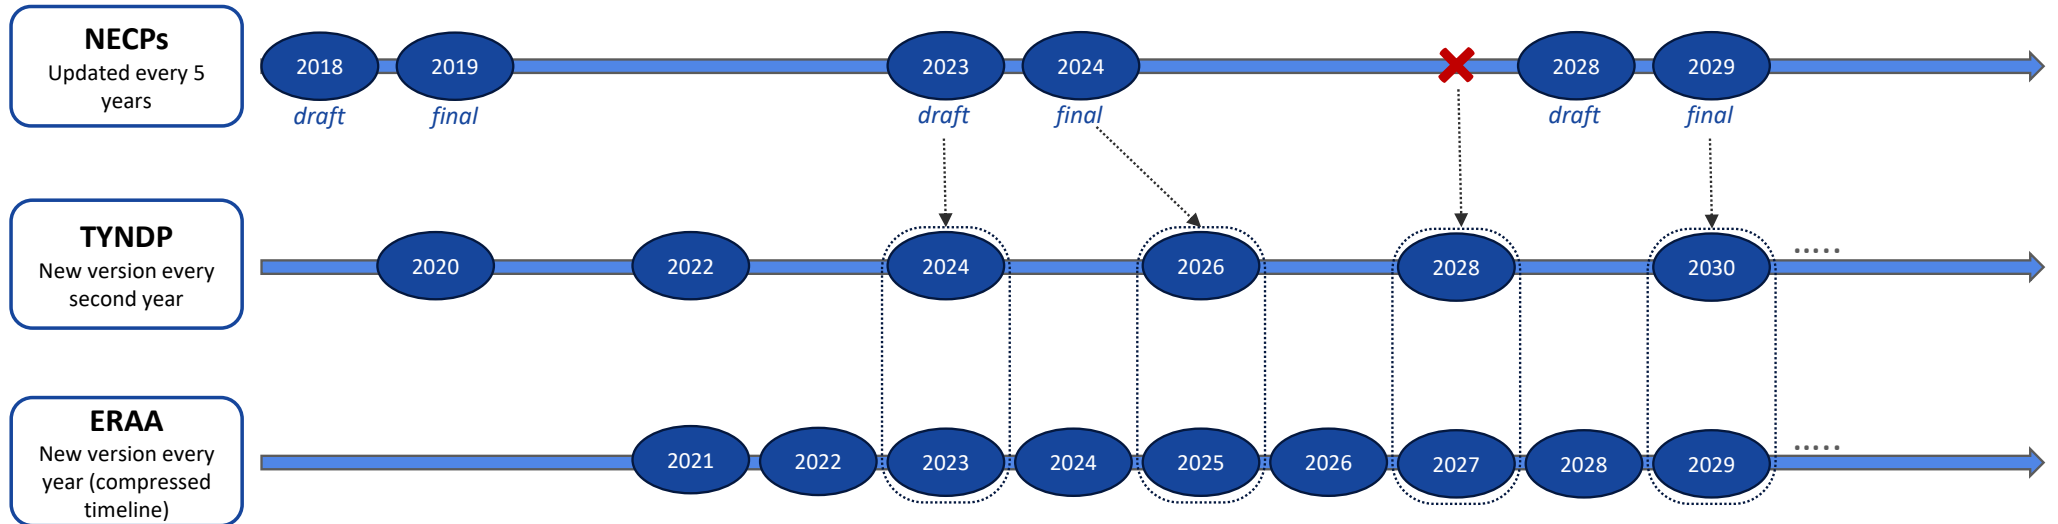 NECPs
Updated every 5
years
2018
2019
2023
2024
2028
2029
draft
final
draft
final
draft
final
TYNDP
New version every
second year
2020
2022
2024
2026
2028
2030
.....
ERAA
New version every
year (compressed
timeline)
2021
2022
2023
2024
2025
2026
2027
2028
2029
.....